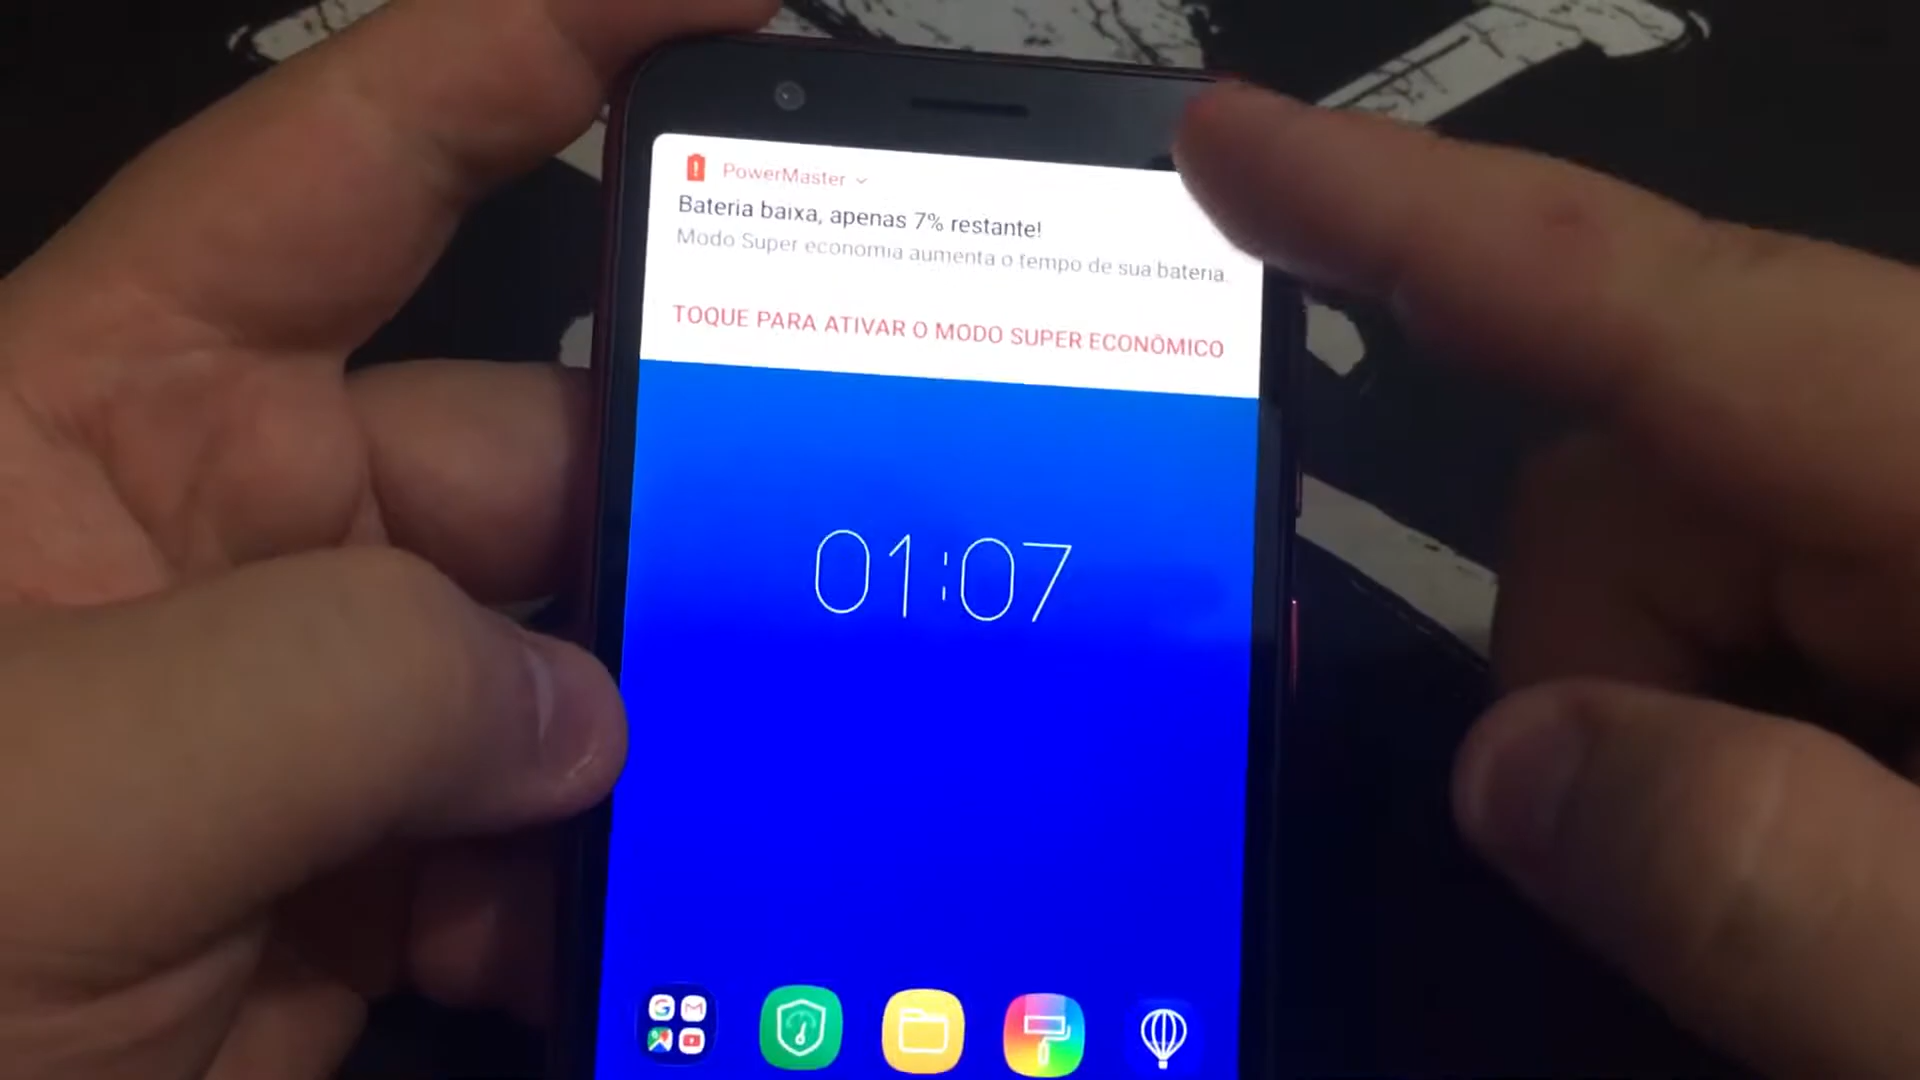 PowerMaster
Bateria baixa, apenas 7% restante!
Modo Super economia aumenta o tempo de sua bateria.
TOQUE PARA ATIVAR O MODO SUPER ECONÔMICO
01:07